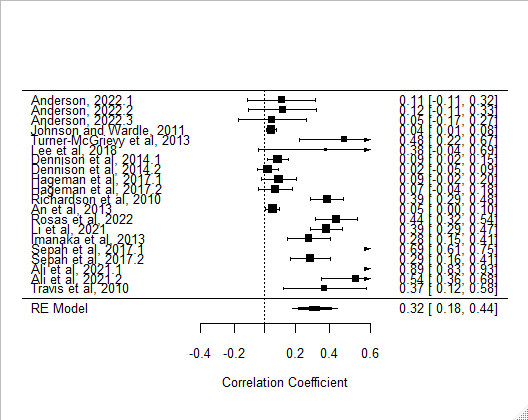 Anderson, 2022.1 0.11 [-0.11, 0.32]
Anderson, 2022.2 0.12 [-0.11, 0.33]
Anderson, 2022.3 0.05 [-0.17, 0.27]
Johnson and Wardle, 2011 0.04 [ 0.01, 0.08]
Turner-McGrievy et al, 2013 0.48 [ 0.22, 0.67]
Lee et al, 2018 0.38 [-0.04, 0.69]
Dennison et al, 2014.1 0.09 [ 0.02, 0.15]
Dennison et al, 2014.2 0.02 [-0.05, 0.09]
Hageman et al, 2017.1 0.09 [-0.02, 0.20]
Hageman et al, 2017.2 0.07 [-0.04, 0.18]
Richardson et al, 2010 0.39 [ 0.29, 0.48]
An et al, 2013 0.05 [ 0.00, 0.10]
Rosas et al, 2022 0.44 [ 0.32, 0.54]
Li et al, 2021 0.39 [ 0.29, 0.47]
Imanaka et al, 2013 0.28 [ 0.15, 0.41]
Sepah et al, 2017.1 0.69 [ 0.61, 0.75]
Sepah et al, 2017.2 0.29 [ 0.16, 0.41]
Ali et al, 2021.1 0.89 [ 0.83, 0.93]
Ali et al, 2021.2 0.54 [ 0.36, 0.68]
Travis et al, 2010 0.37 [ 0.12, 0.58]
RE Model 0.32 [ 0.18, 0.44]
-0.4 -0.2 0.2 0.4 0.6
Correlation Coefficient